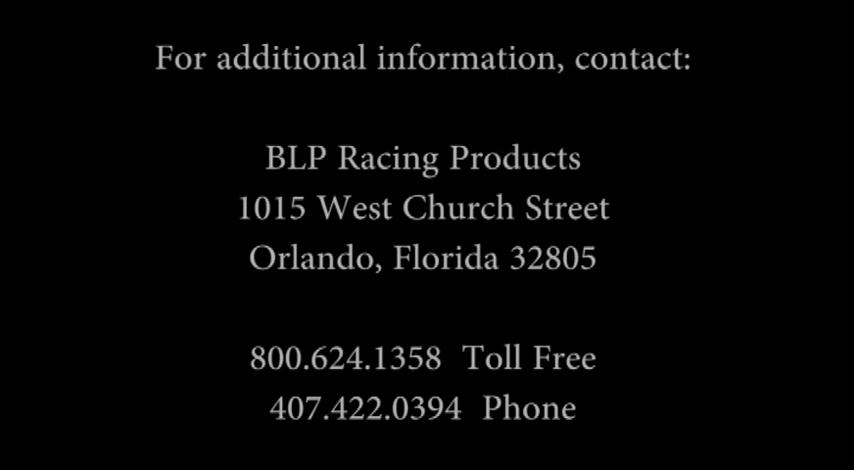 For additional information, contact:
BLP Racing Products
1015 West Church Street
Orlando, Florida 32805
800.624.1358 Toll Free
407.422.0394 Phone